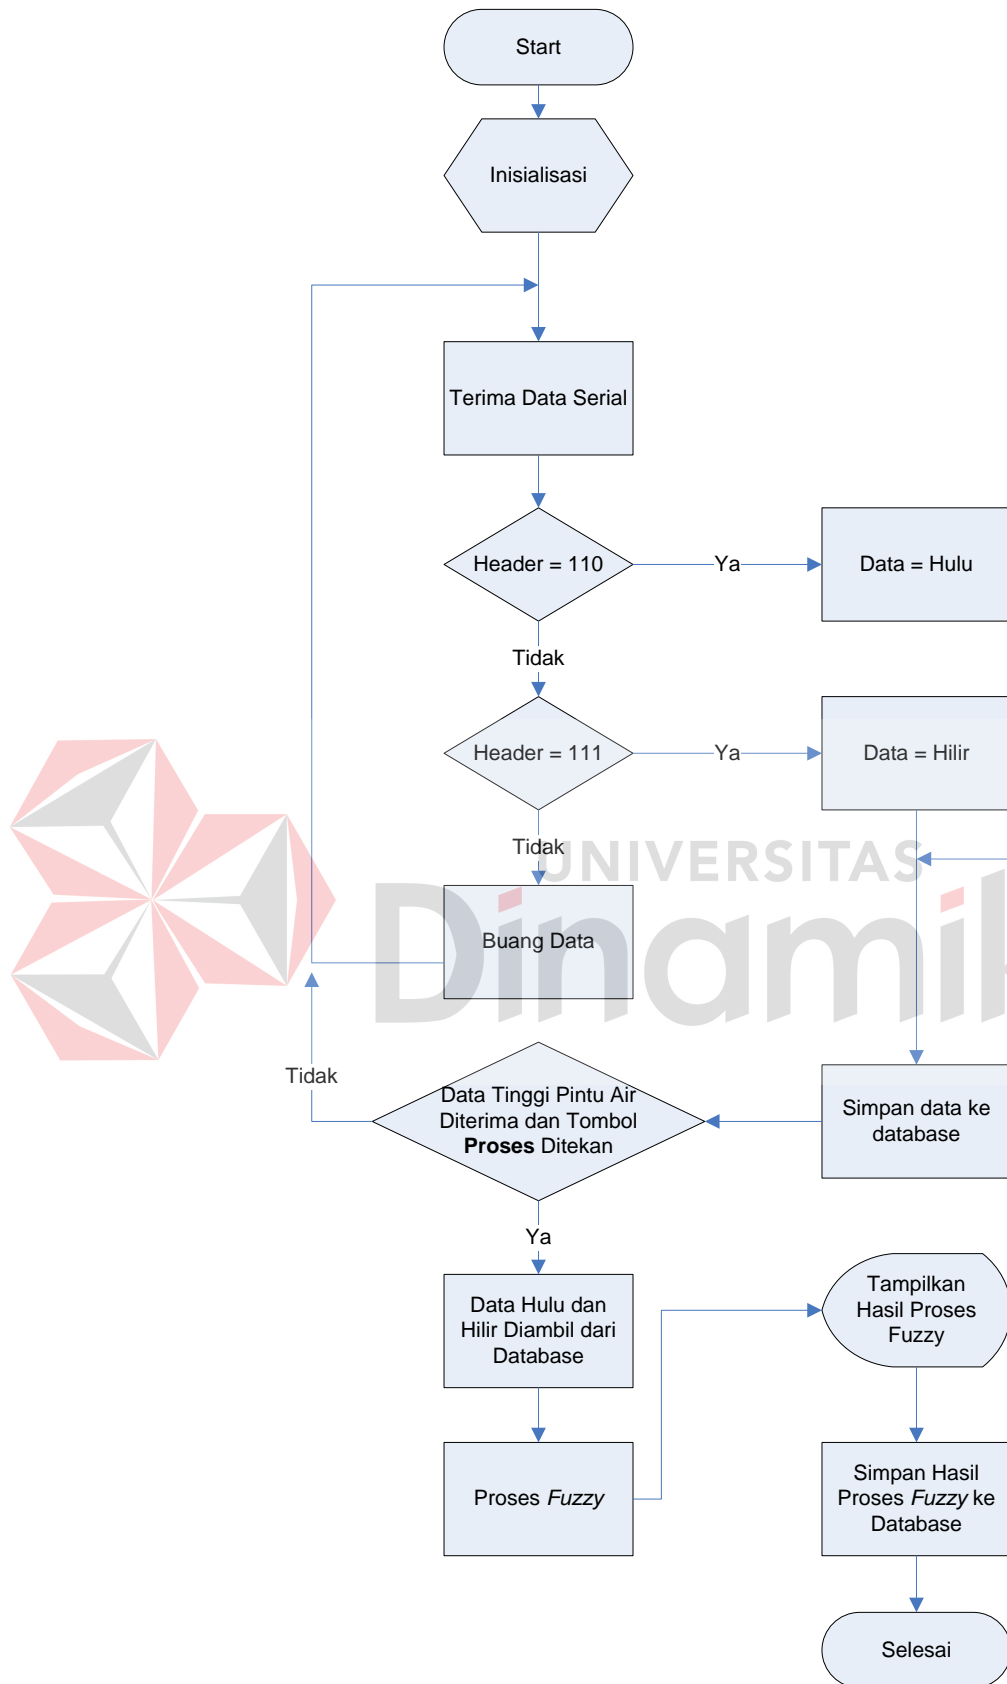 Start
Inisialisasi
Terima Data Serial
Header = 110
Ya
Data = Hulu
Tidak
Header = 111
Ya
Data = Hilir
Tidak
UNIVERSITAS
Dinamik
Buang Data
Tidak
Data Tinggi Pintu Air
Diterima dan Tombol
Proses Ditekan
Simpan data ke
database
Ya
Data Hulu dan
Hilir Diambil dari
Database
Tampilkan
Hasil Proses
Fuzzy
Proses Fuzzy
Simpan Hasil
Proses Fuzzy ke
Database
Selesai